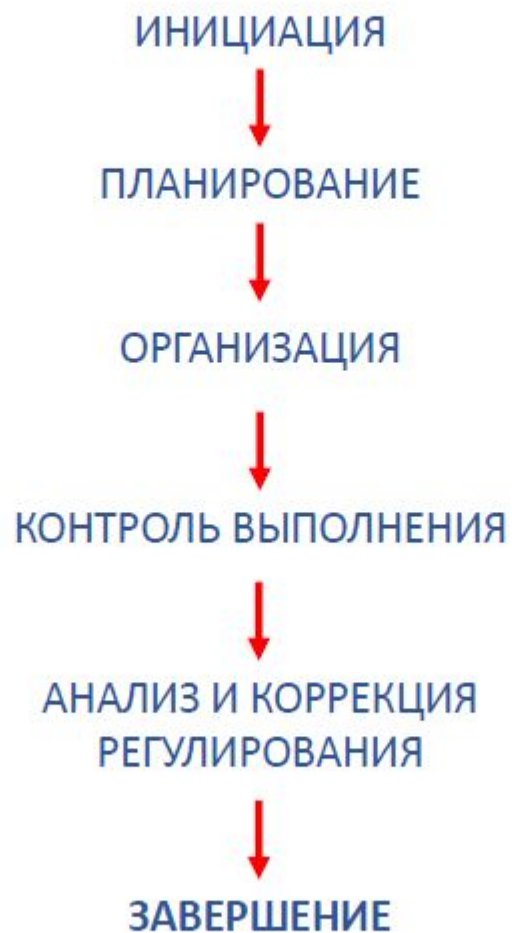 ИНИЦИАЦИЯ
ПЛАНИРОВАНИЕ
ОРГАНИЗАЦИЯ
КОНТРОЛЬ ВЫПОЛНЕНИЯ
АНАЛИЗ И КОРРЕКЦИЯ
РЕГУЛИРОВАНИЯ
ЗАВЕРШЕНИЕ